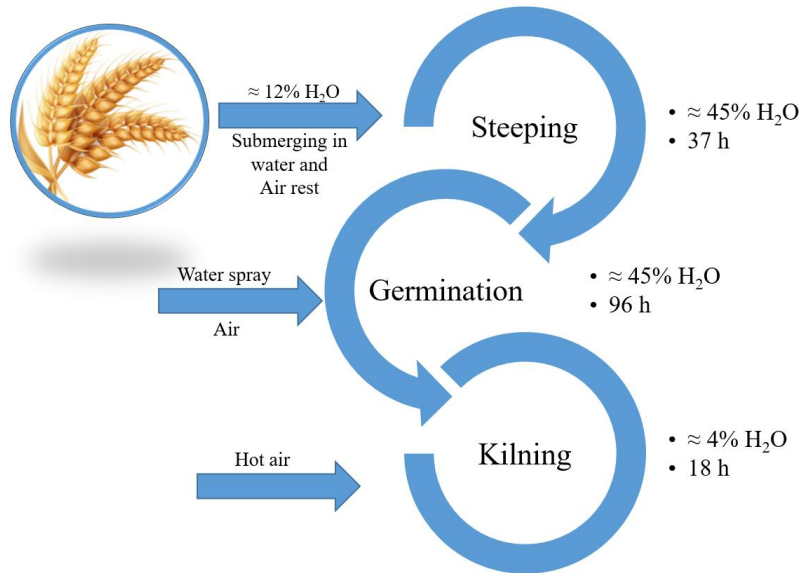 ≈ 12% H₂O
Submerging in
water and
Air rest
Steeping
• ≈ 45% H₂O
• 37 h
Water spray
Air
Germination
• ≈ 45% H₂O
• 96 h
Hot air
Kilning
• ≈ 4% H₂O
• 18 h